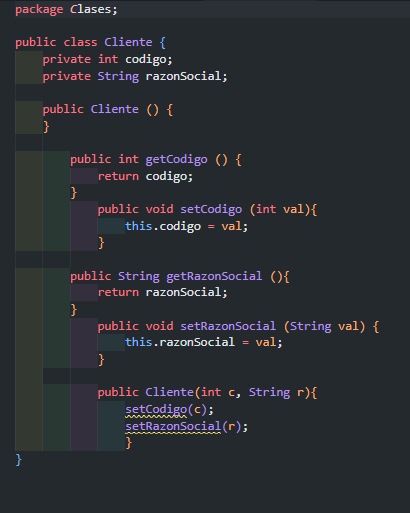 package Clases;
public class Cliente {
private int codigo;
private String razonSocial;
public Cliente () {
}
public int getCodigo () {
return codigo;
}
public void setCodigo (int val){
this.codigo = val;
}
public String getRazonSocial (){
return razonSocial;
}
public void setRazonSocial (String val) {
this.razonSocial = val;
}
public Cliente(int c, String r){
setCodigo(c);
setRazonSocial(r);
}
}